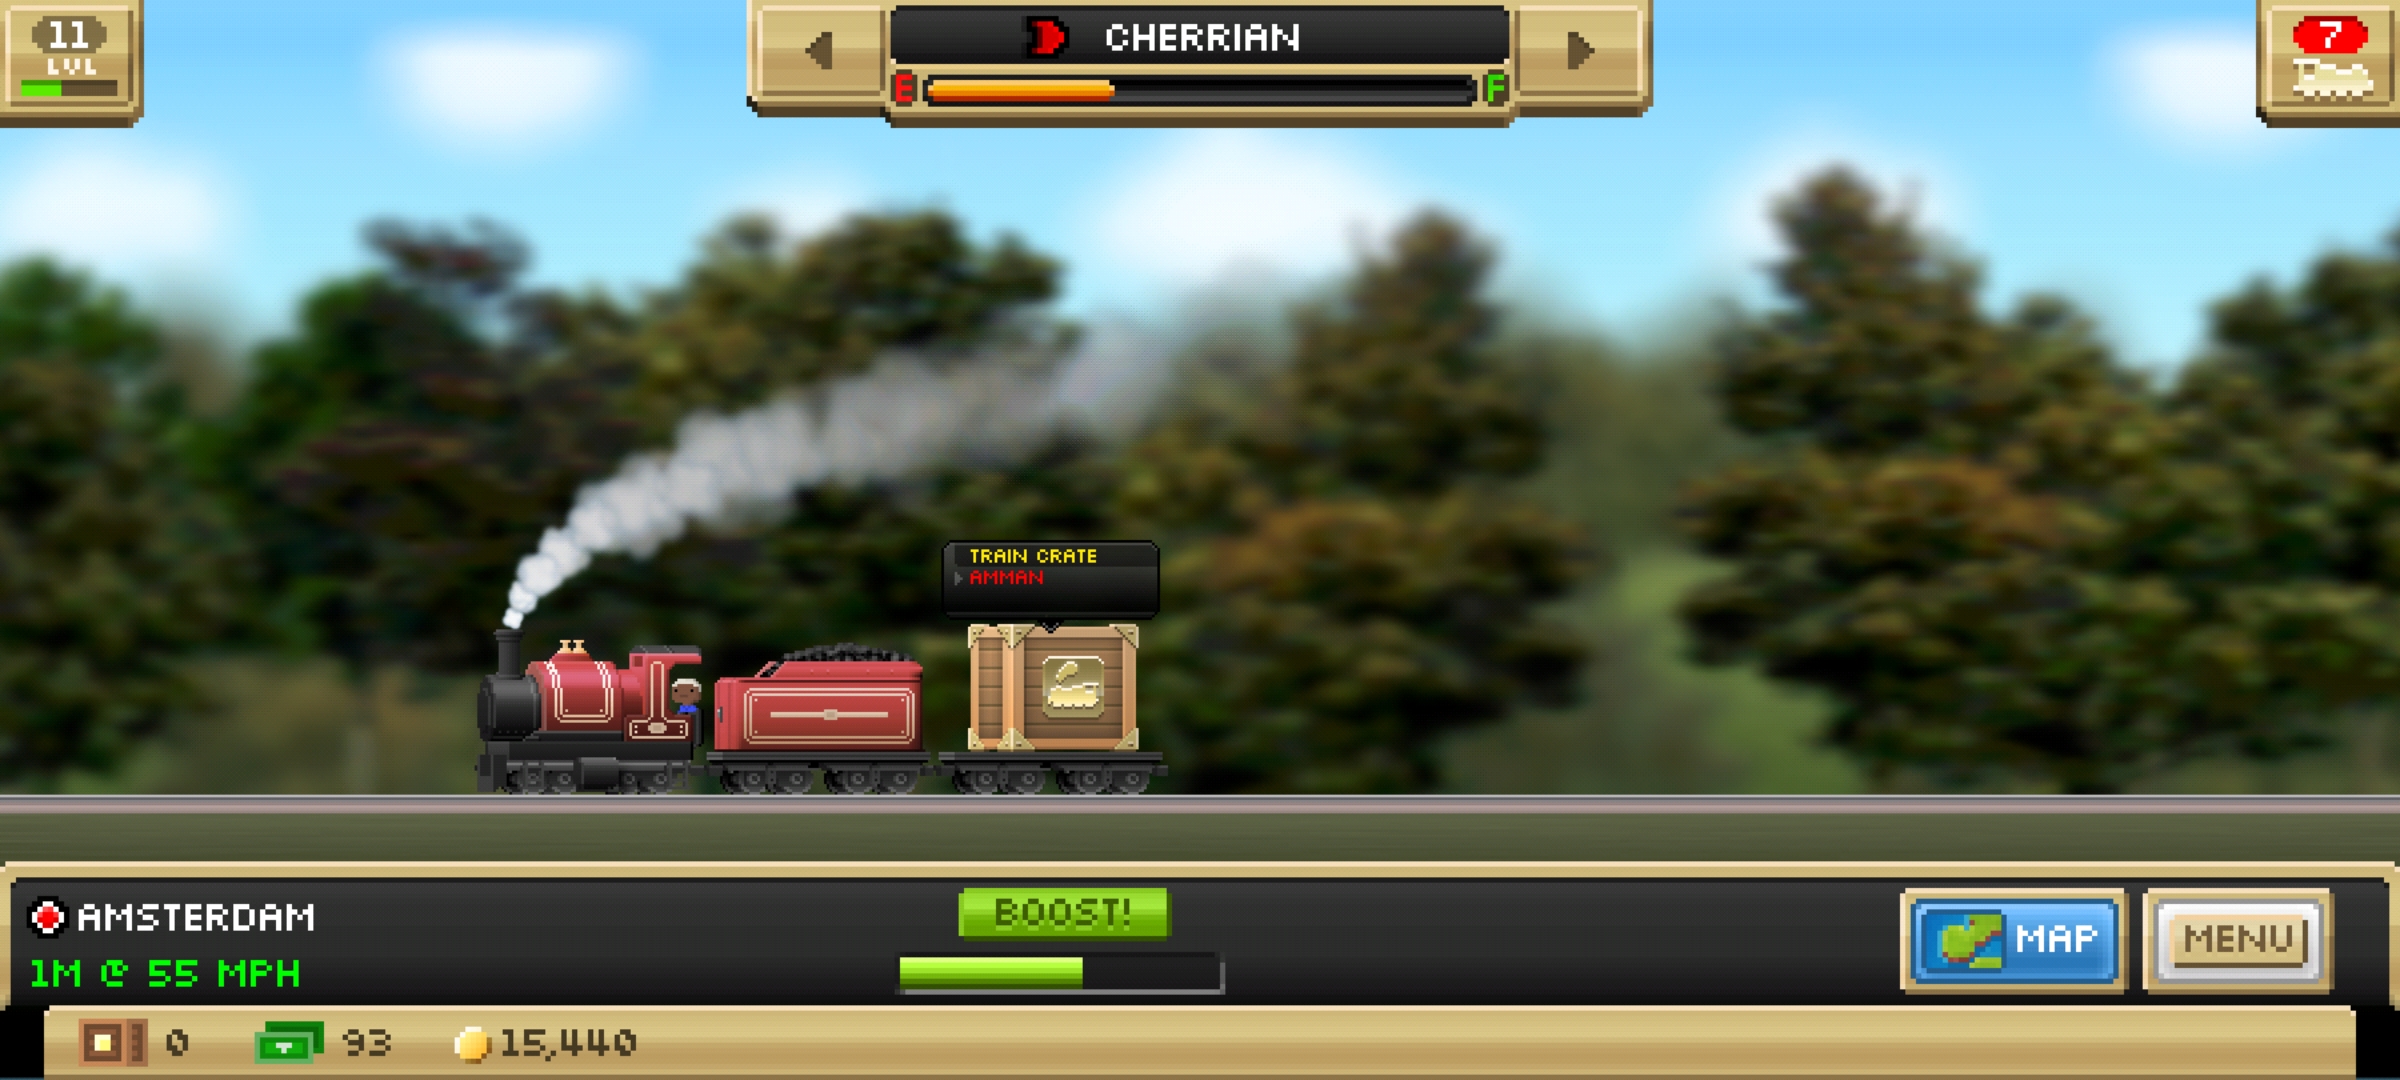 11
LVL
CHERRIAN
E F
7
TRAIN CRATE
AMMAN
AMSTERDAM
1M @ 55 MPH
BOOST!
MAP
MENU
0
93
15,440